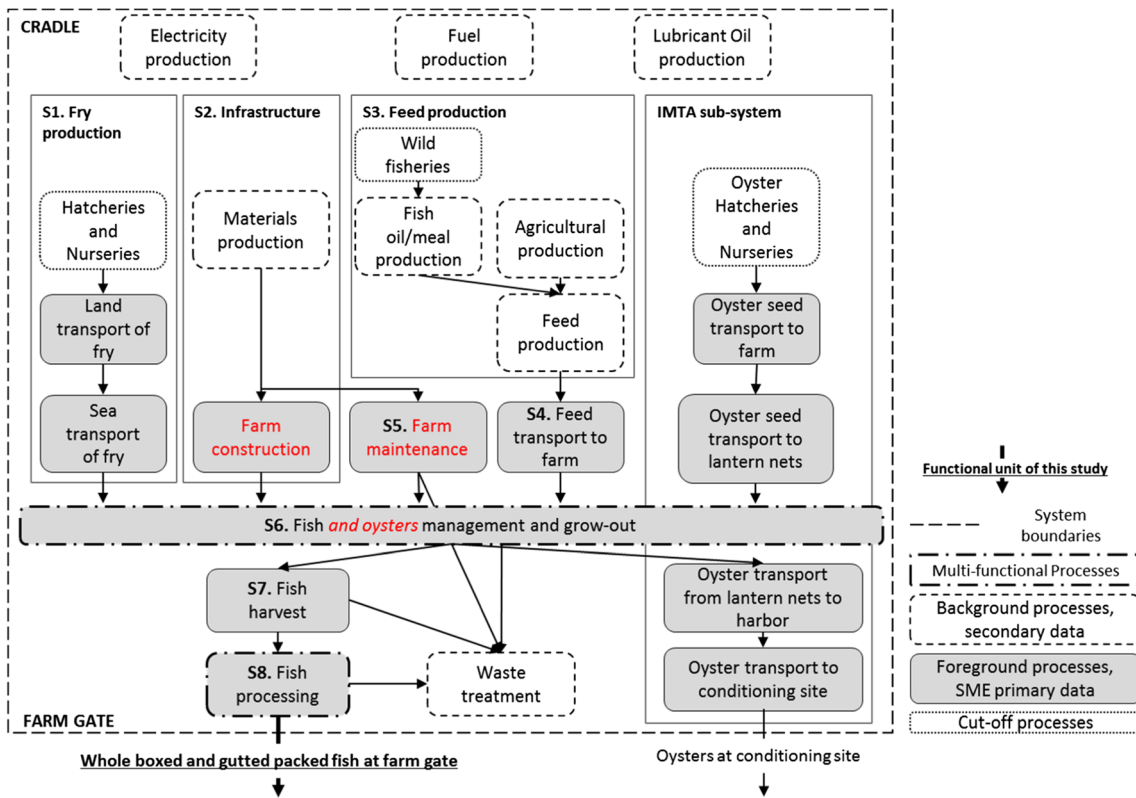 CRADLE
Electricity
production
Fuel
production
Lubricant Oil
production
S1. Fry
production
Hatcheries
and
Nurseries
Land
transport of
fry
Sea
transport
of fry
S2. Infrastructure
Materials
production
Farm
construction
S3. Feed production
Wild
fisheries
Fish
oil/meal
production
Agricultural
production
Feed
production
S5. Farm
maintenance
S4. Feed
transport to
farm
IMTA sub-system
Oyster
Hatcheries
and
Nurseries
Oyster seed
transport to
farm
Oyster seed
transport to
lantern nets
S6. Fish and oysters management and grow-out
S7. Fish
harvest
S8. Fish
processing
Waste
treatment
Oyster transport
from lantern nets to
harbor
Oyster transport to
conditioning site
FARM GATE
Whole boxed and gutted packed fish at farm gate
Oysters at conditioning site
Functional unit of this study
System
boundaries
Multi-functional Processes
Background processes,
secondary data
Foreground processes,
SME primary data
Cut-off processes